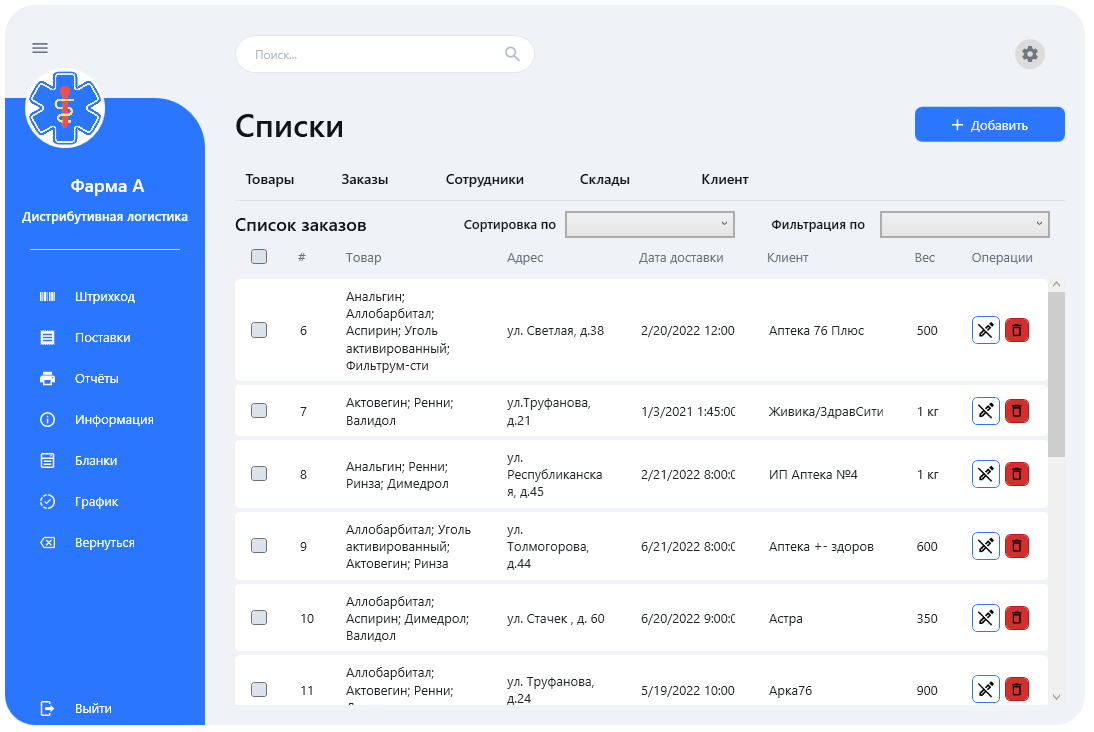 Поиск...
Фарма А
Дистрибутивная логистика
Штрихкод
Поставки
Отчёты
Информация
Бланки
График
Вернуться
Выйти
Списки
+ Добавить
Товары Заказы Сотрудники Склады Клиент
Список заказов Сортировка по Фильтрация по
# Товар Адрес Дата доставки Клиент Вес Операции
Анальгин;
Аллобарбитал;
Аспирин; Уголь
активированный;
Фильтрум-сти
6 ул. Светлая, д.38 2/20/2022 12:00 Аптека 76 Плюс 500
7
Актовегин; Ренни;
Валидол
ул.Труфанова,
д.21
1/3/2021 1:45:00 Живика/ЗдравСити 1 кг
8
Анальгин; Ренни;
Ринза; Димедрол
ул.
Республиканска
я, д.45
2/21/2022 8:00:0 ИП Аптека №4 1 кг
9
Аллобарбитал; Уголь
активированный;
Актовегин; Ринза
ул.
Толмогорова,
д.44
6/21/2022 8:00:0 Аптека +- здоров 600
10
Аллобарбитал;
Аспирин; Димедрол;
Валидол
ул. Стачек , д. 60 6/20/2022 9:00:0 Астра 350
11
Аллобарбитал;
Актовегин; Ренни;
ул. Труфанова,
д.24
5/19/2022 10:00 Арка76 900